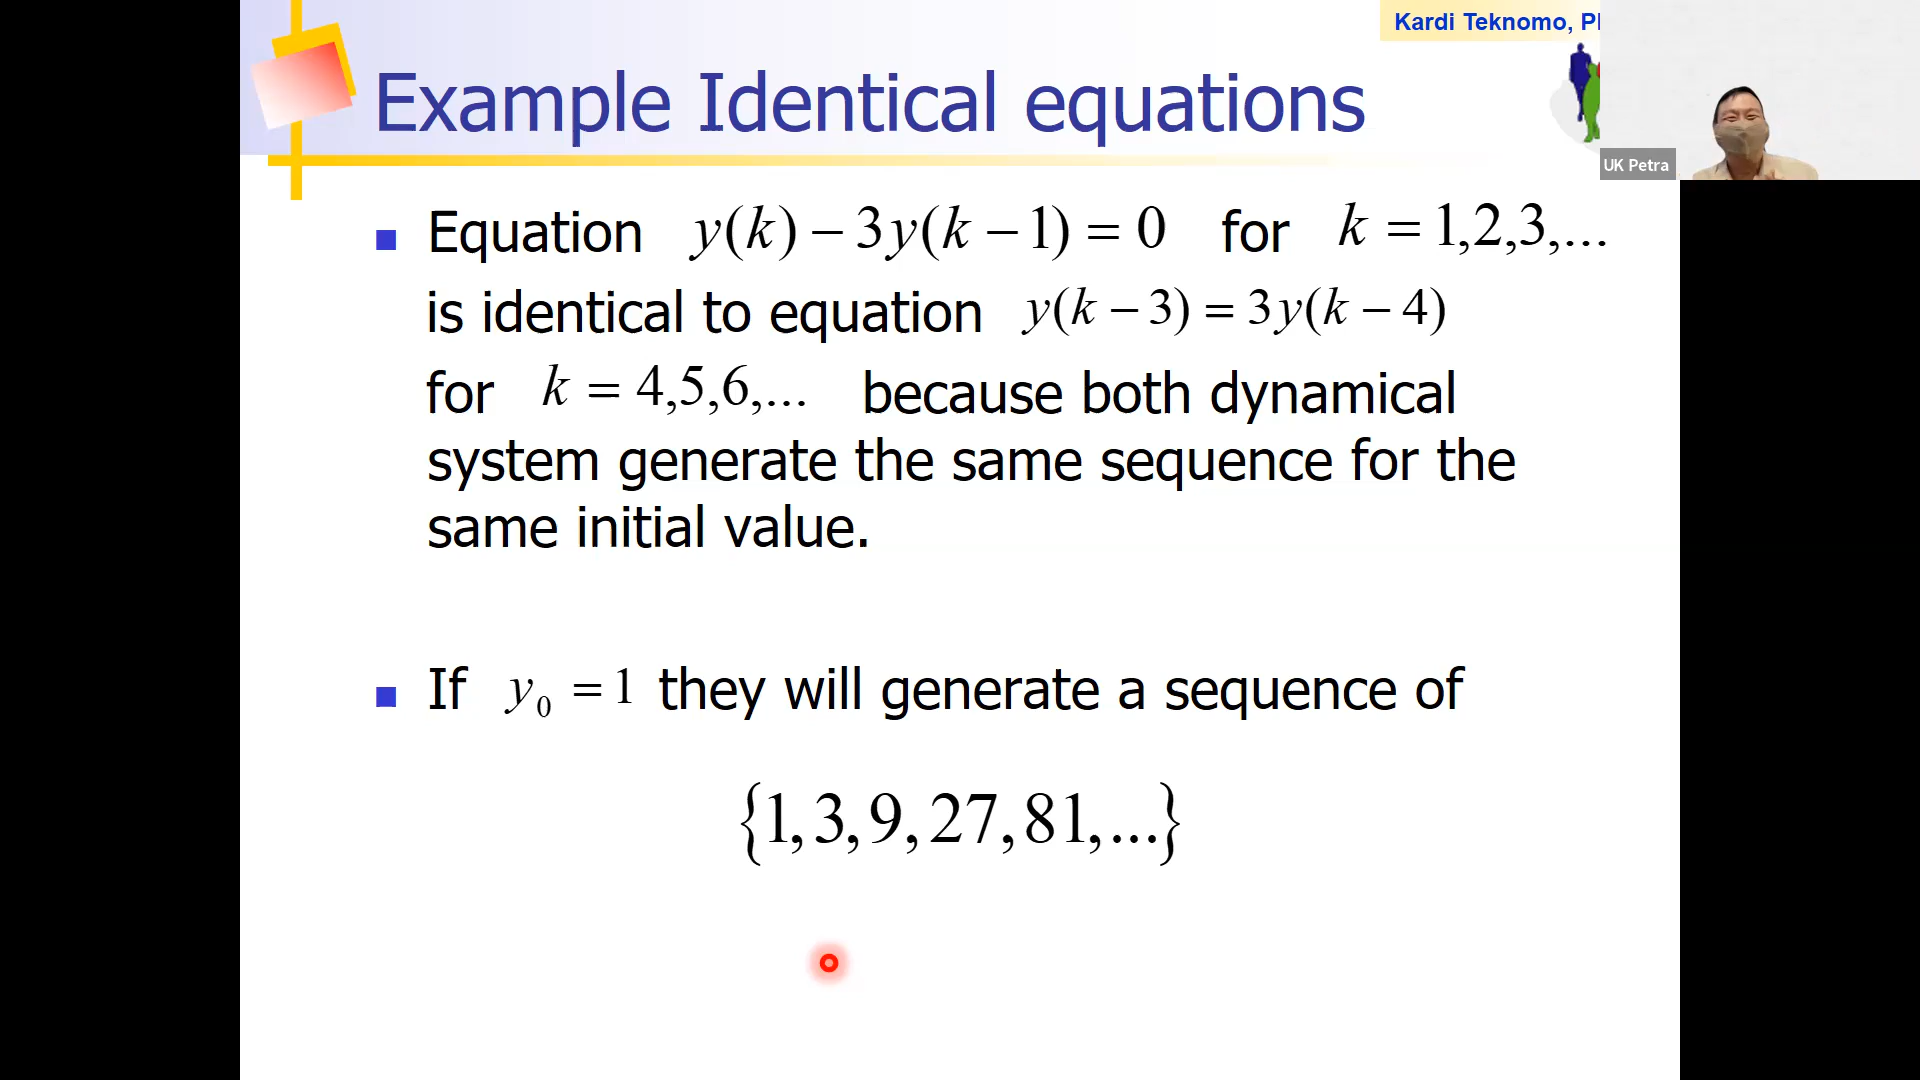 Kardi Teknomo, P
Example Identical equations
UK Petra
Equation y(k) − 3y(k − 1) = 0 for k = 1,2,3,...
is identical to equation y(k − 3) = 3y(k − 4)
for k = 4,5,6,... because both dynamical
system generate the same sequence for the
same initial value.
If y₀ = 1 they will generate a sequence of
{1, 3, 9, 27, 81, ...}